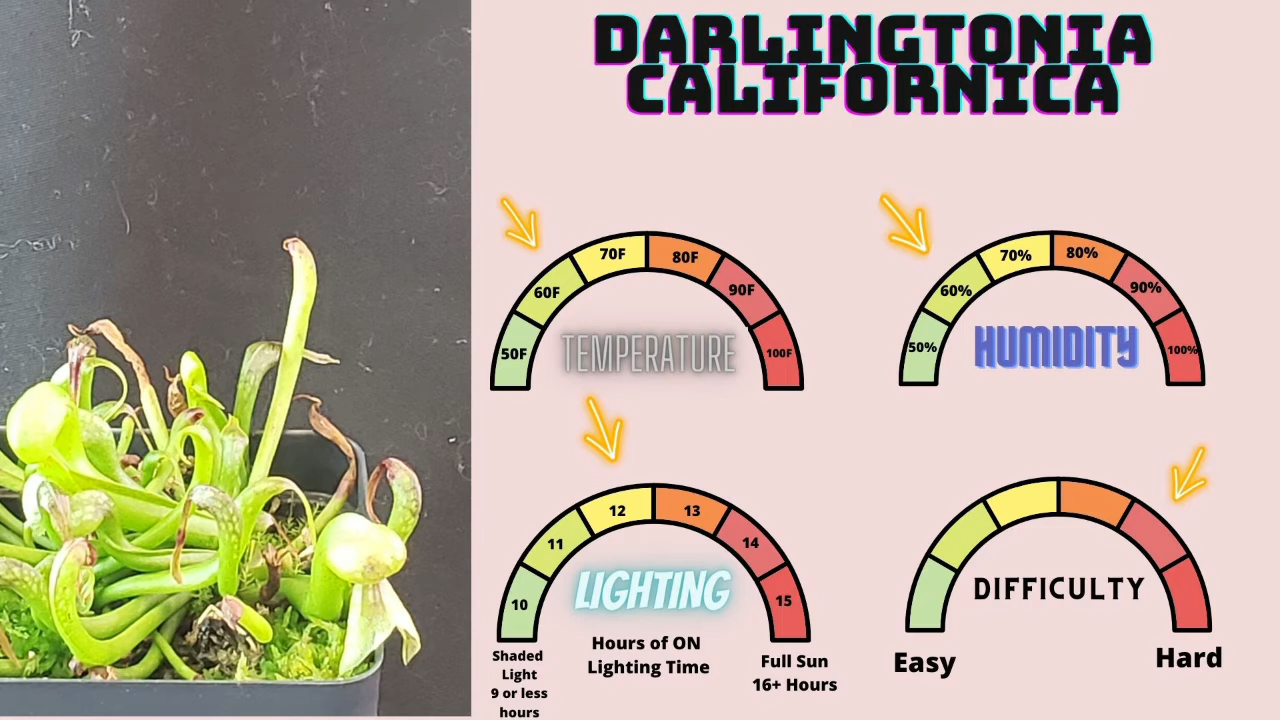 DARLINGTONIA
CALIFORNICA
50F
60F
70F
80F
90F
100F
TEMPERATURE
50%
60%
70%
80%
90%
100%
HUMIDITY
10
11
12
13
14
15
LIGHTING
Hours of ON
Lighting Time
Shaded
Light
9 or less
hours
Full Sun
16+ Hours
DIFFICULTY
Easy
Hard